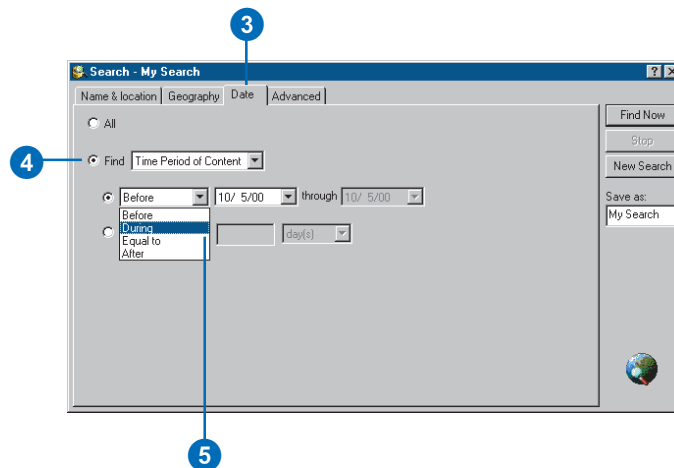 3
Search - My Search
Name & location Geography Date Advanced
All
Find Now
Stop
4
Find Time Period of Content
New Search
Before 10/ 5/00 through 10/ 5/00
Save as:
My Search
Before
During
Equal to
After
day(s)
5